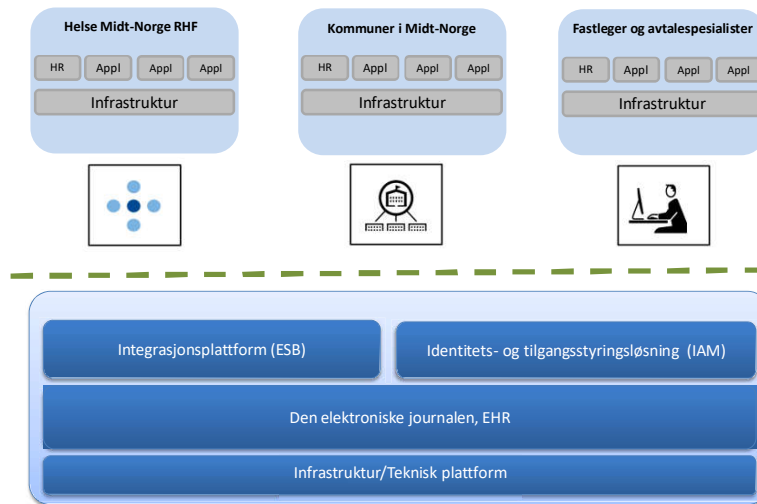 Helse Midt-Norge RHF
HR Appl Appl Appl
Infrastruktur
Kommuner i Midt-Norge
HR Appl Appl Appl
Infrastruktur
Fastleger og avtalespesialister
HR Appl Appl Appl
Infrastruktur
Integrasjonsplattform (ESB)
Identitets- og tilgangsstyringsløsning (IAM)
Den elektroniske journalen, EHR
Infrastruktur/Teknisk plattform